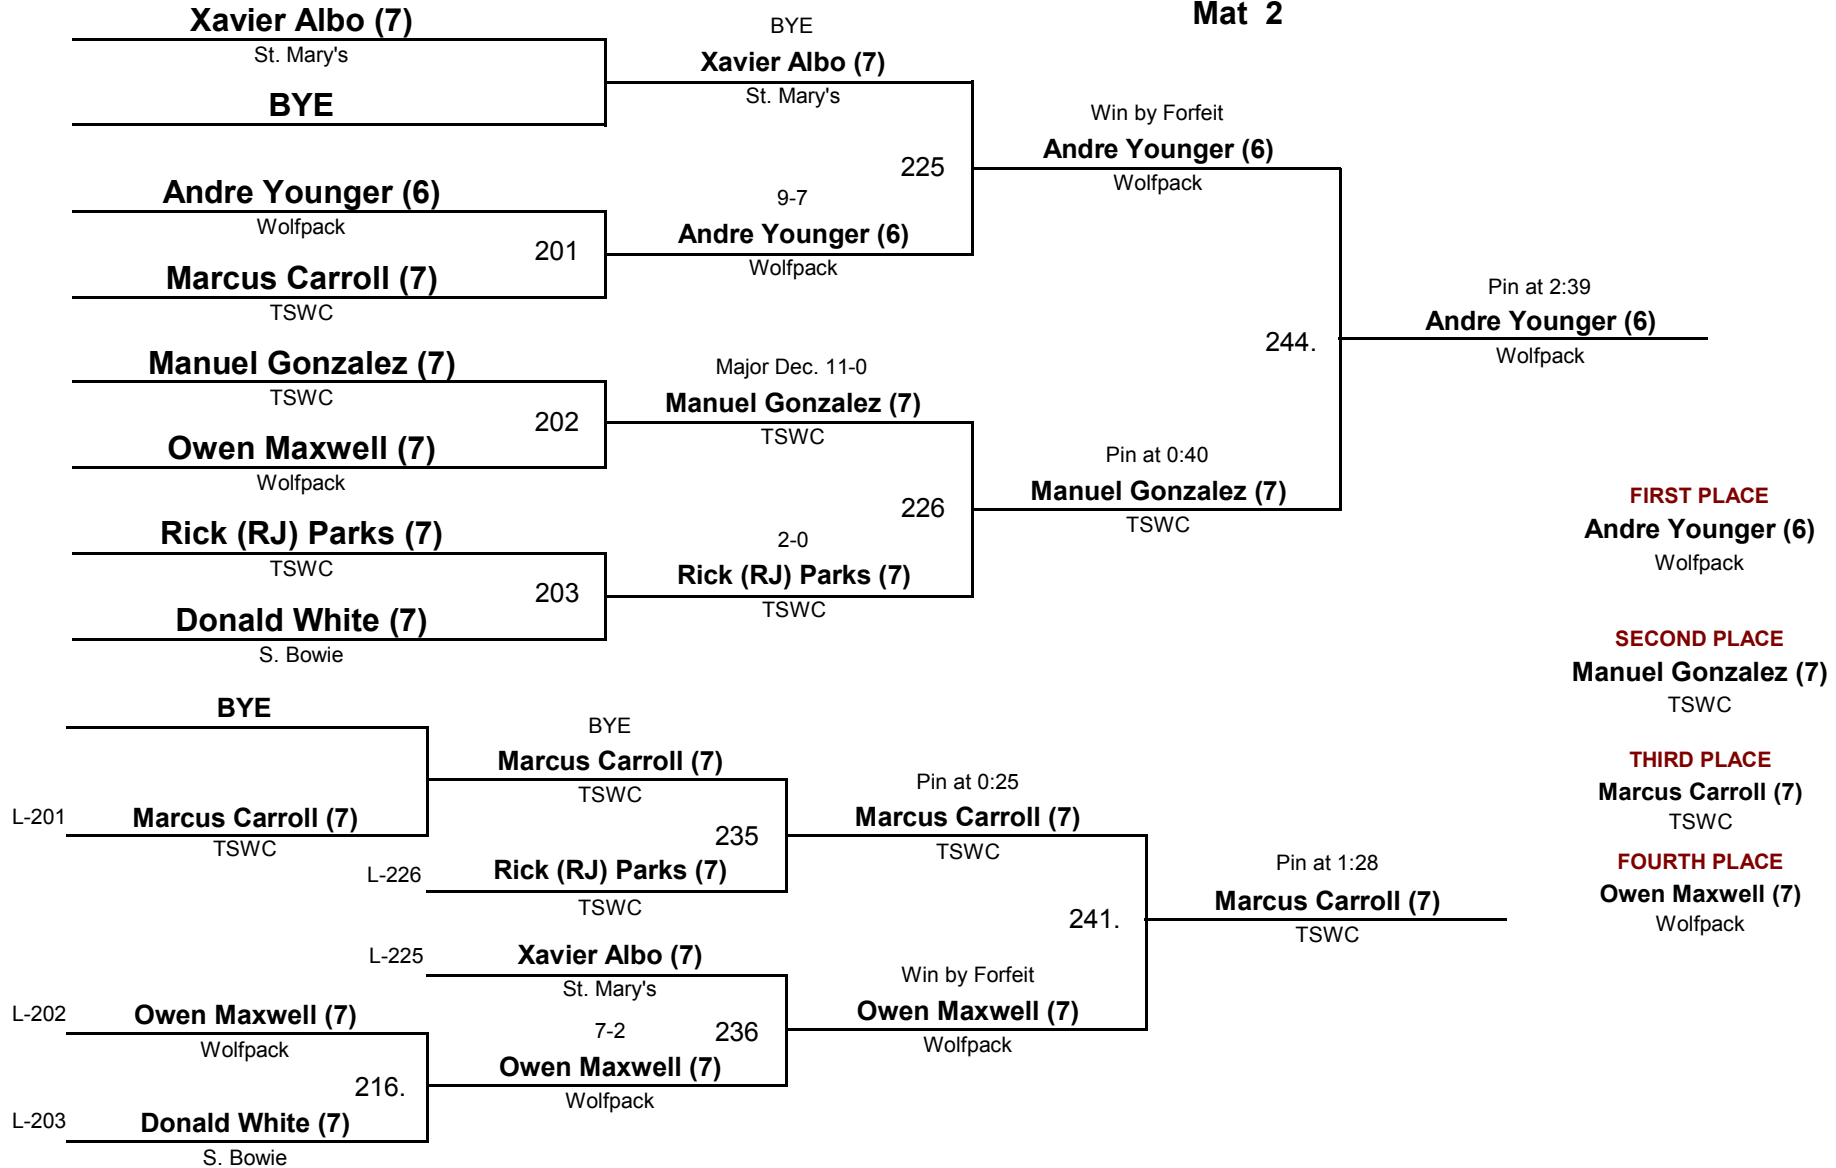 Mat 2
Xavier Albo (7)
St. Mary's
BYE
Andre Younger (6)
Wolfpack
201
Marcus Carroll (7)
TSWC
Manuel Gonzalez (7)
TSWC
202
Owen Maxwell (7)
Wolfpack
Rick (RJ) Parks (7)
TSWC
203
Donald White (7)
S. Bowie
BYE
Xavier Albo (7)
St. Mary's
225
9-7
Andre Younger (6)
Wolfpack
Major Dec. 11-0
Manuel Gonzalez (7)
TSWC
226
2-0
Rick (RJ) Parks (7)
TSWC
Win by Forfeit
Andre Younger (6)
Wolfpack
244.
Pin at 0:40
Manuel Gonzalez (7)
TSWC
Pin at 2:39
Andre Younger (6)
Wolfpack
FIRST PLACE
Andre Younger (6)
Wolfpack
SECOND PLACE
Manuel Gonzalez (7)
TSWC
THIRD PLACE
Marcus Carroll (7)
TSWC
FOURTH PLACE
Owen Maxwell (7)
Wolfpack
BYE
L-201
Marcus Carroll (7)
TSWC
L-202
Owen Maxwell (7)
Wolfpack
216.
L-203
Donald White (7)
S. Bowie
BYE
Marcus Carroll (7)
TSWC
235
L-226
Rick (RJ) Parks (7)
TSWC
L-225
Xavier Albo (7)
St. Mary's
7-2
236
Owen Maxwell (7)
Wolfpack
Pin at 0:25
Marcus Carroll (7)
TSWC
241.
Win by Forfeit
Owen Maxwell (7)
Wolfpack
Pin at 1:28
Marcus Carroll (7)
TSWC